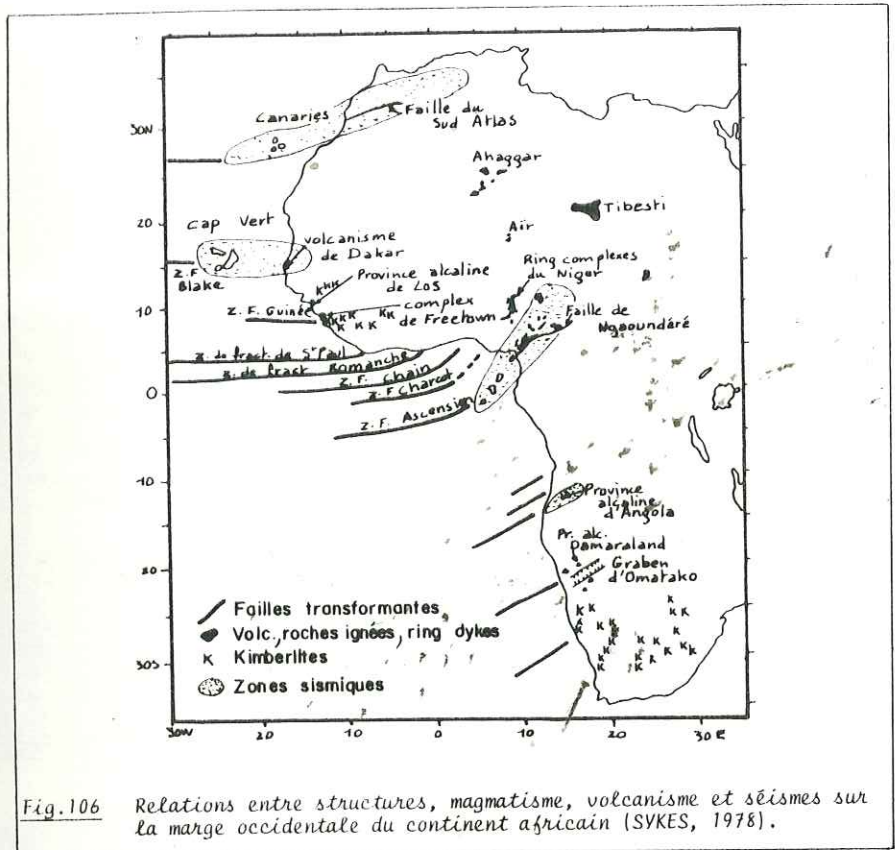 Canaries
Faille du
Sud Atlas
30N
Ahaggar
Tibesti
Cap Vert
20
Aïr
Volcanisme
de Dakar
Ring complexes
du Niger
Z.F
Blake
Province alcaline
de Los
10
Z.F. Guinée
complex
de Freetown
Faille de
Ngaoundéré
z. de fract. de St Paul
z. de fract. Romanche
Z.F. Chain
0
Z.F Charcot
Z.F. Ascension
10
Province
alcaline
d'Angola
Pr. alc.
Damaraland
20
Graben
d'Omatako
Failles transformantes
Volc., roches ignées, ring dykes
K Kimberlites
30S
Zones sismiques
30W 20 10 0 10 20 30 E
Fig.106 Relations entre structures, magmatisme, volcanisme et séismes sur
la marge occidentale du continent africain (SYKES, 1978).